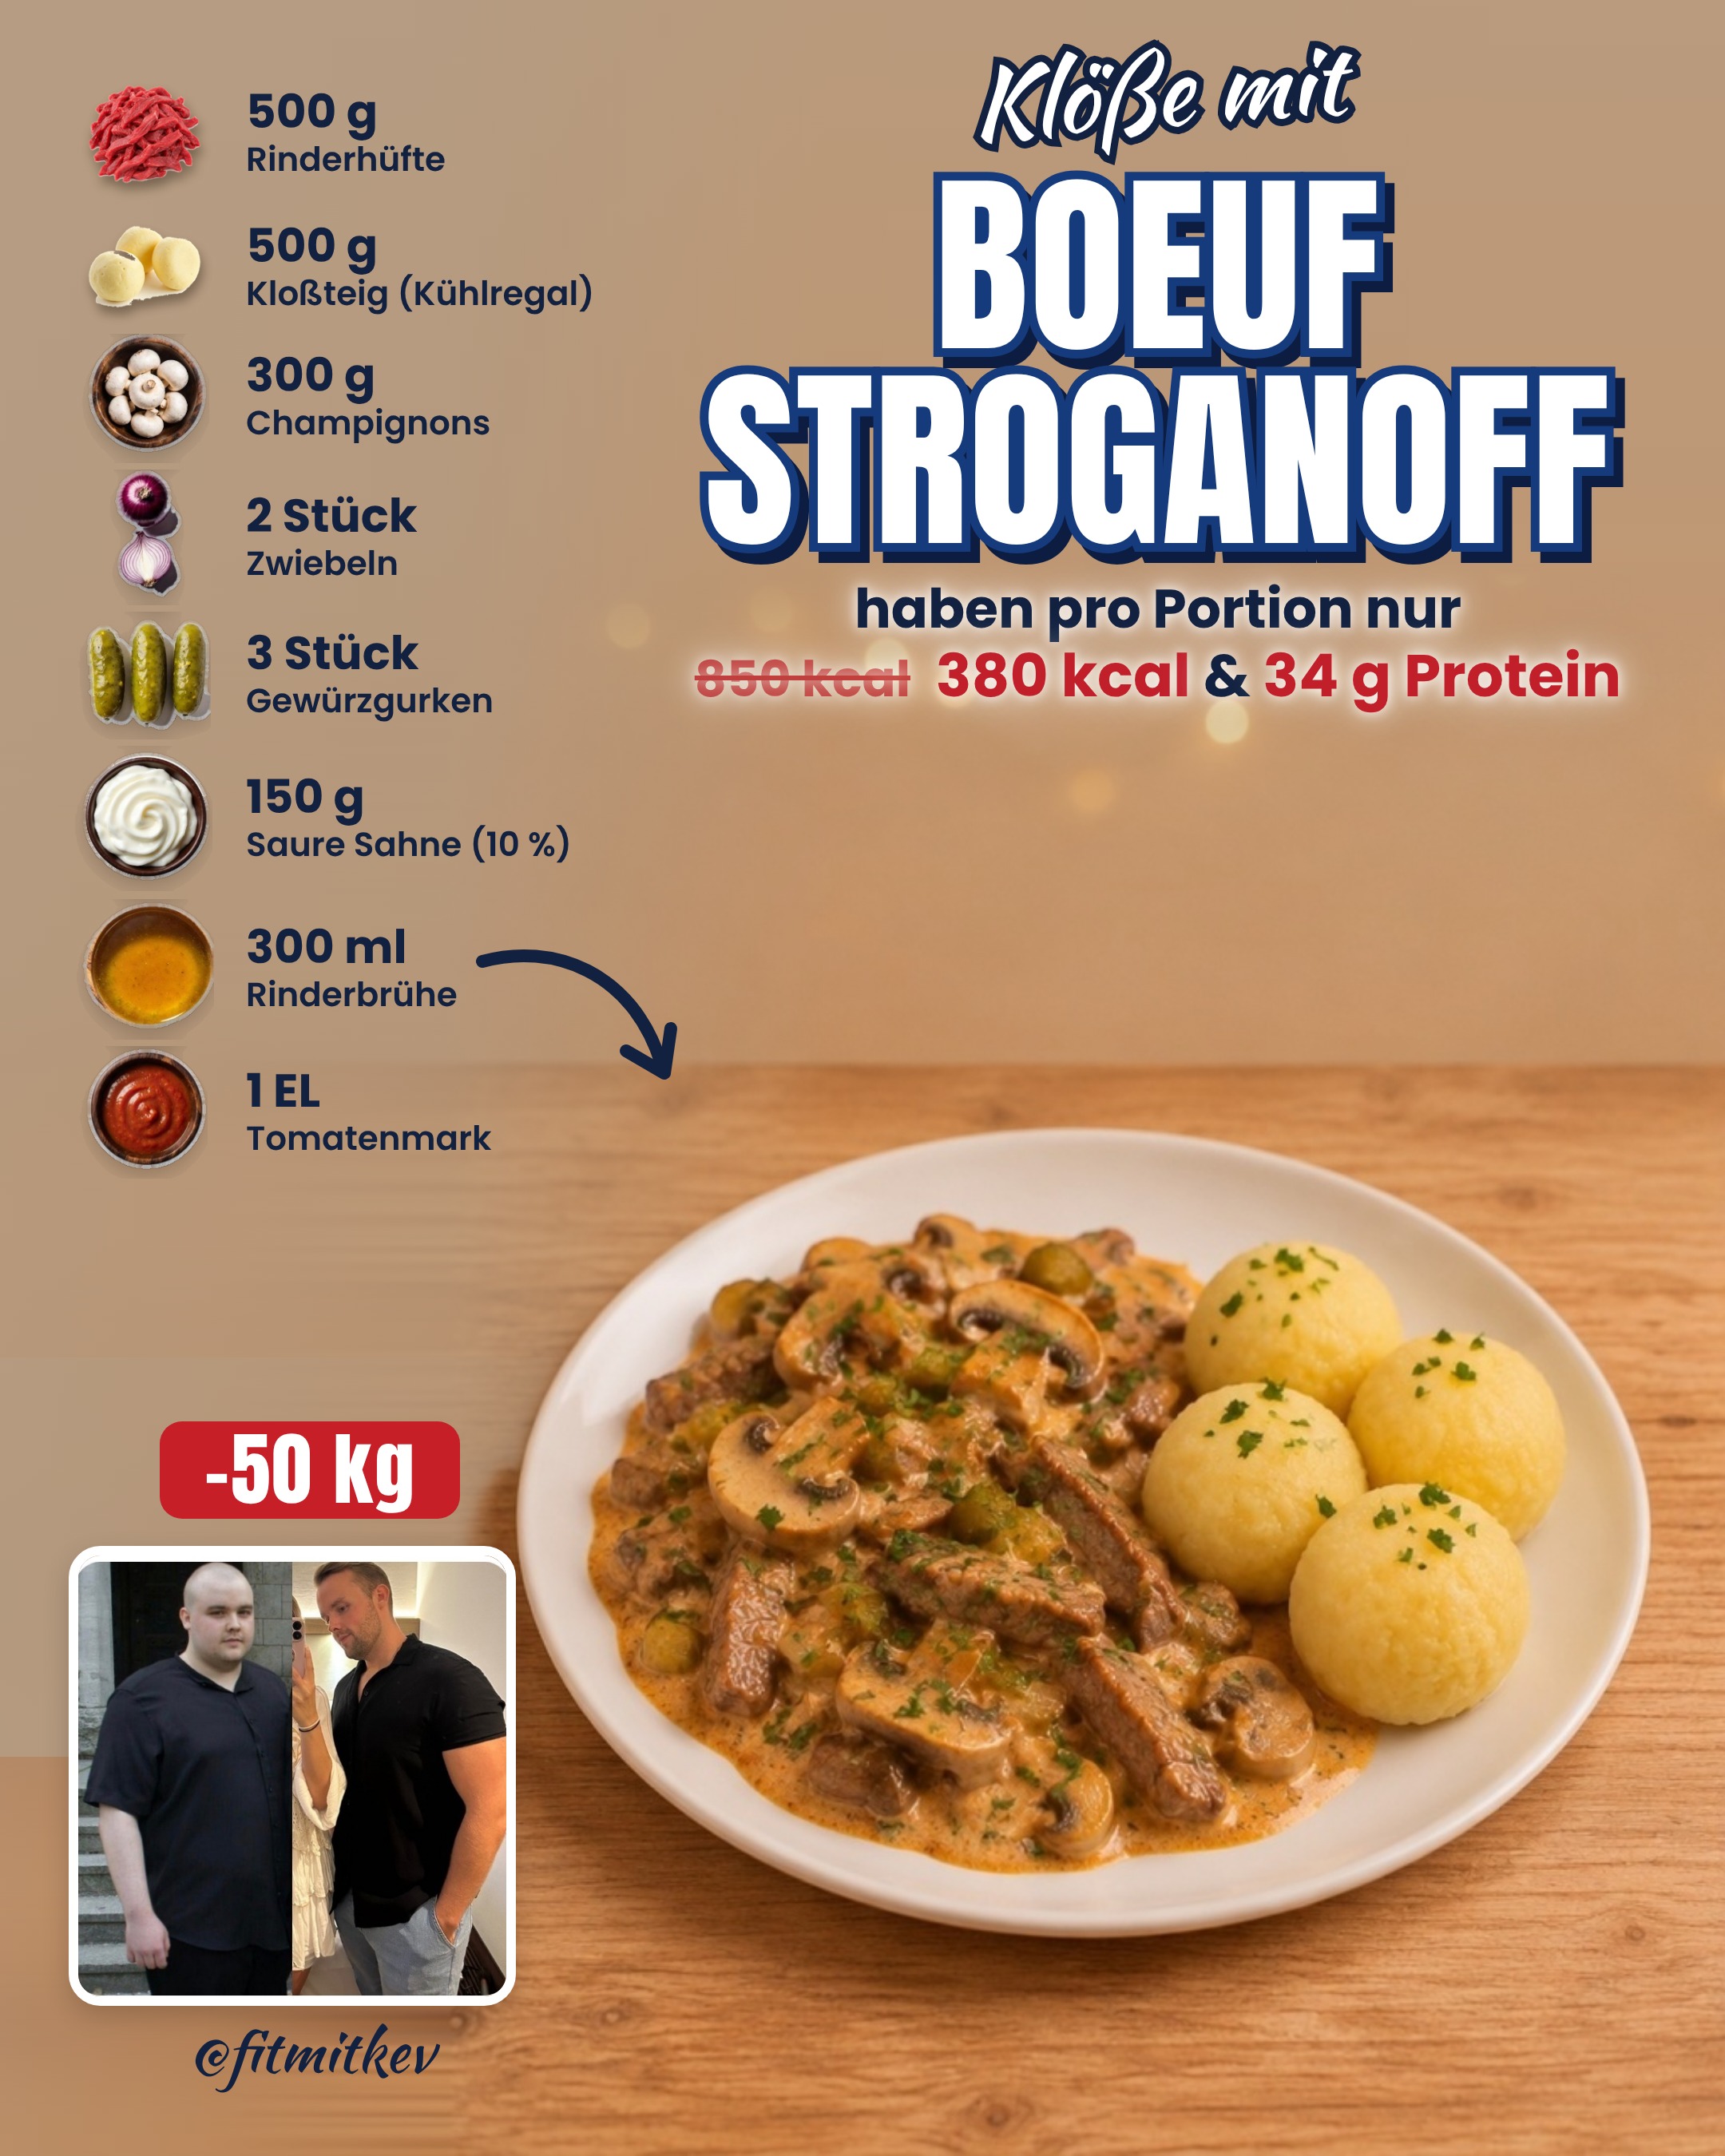 Klöße mit
BOEUF
STROGANOFF
haben pro Portion nur
850 kcal 380 kcal & 34 g Protein
500 g
Rinderhüfte
500 g
Kloßteig (Kühlregal)
300 g
Champignons
2 Stück
Zwiebeln
3 Stück
Gewürzgurken
150 g
Saure Sahne (10 %)
300 ml
Rinderbrühe
1 EL
Tomatenmark
-50 kg
@fitmitkev